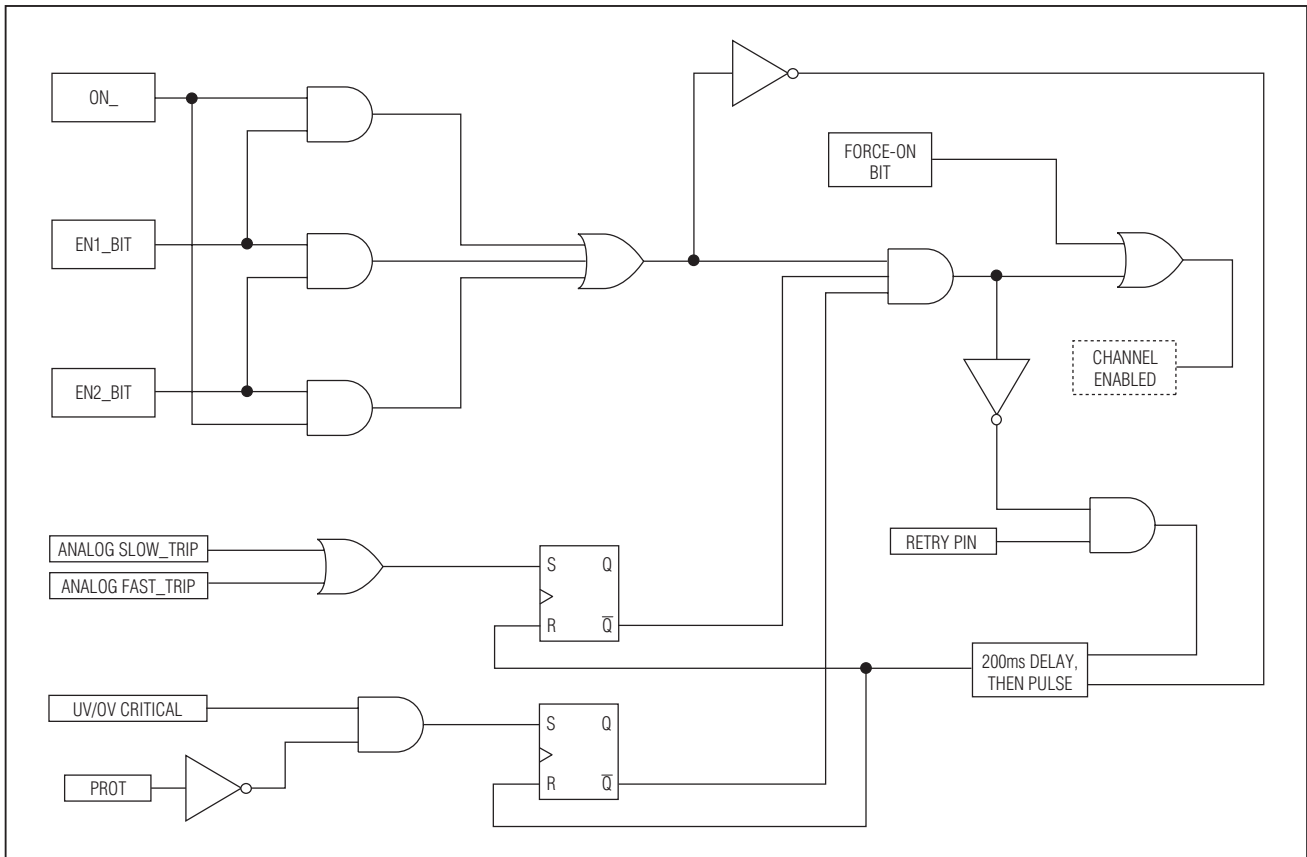 ON_
FORCE-ON
BIT
EN1_BIT
CHANNEL
ENABLED
EN2_BIT
ANALOG SLOW_TRIP
ANALOG FAST_TRIP
RETRY PIN
S Q
R Q̅
200ms DELAY,
THEN PULSE
UV/OV CRITICAL
S Q
PROT
R Q̅